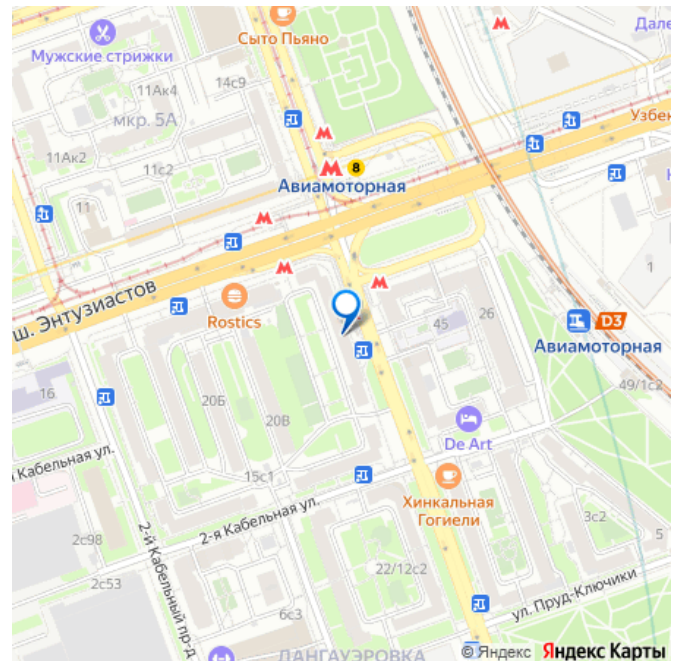 Сыто Пьяно
Дале
Мужские стрижки
14с9
11Ак4
мкр. 5А
Узбек
11Ак2
11с2
8
Авиамоторная
11
1
ш. Энтузиастов
Rostics
45
26
D3
Авиамоторная
49/1с2
16
20Б
20В
De Art
я Кабельная ул.
15с1
Хинкальная
Гогиели
2-я Кабельная ул.
2-й Кабельный пр-д
2с98
3с2
5
22/12с2
2с53
ул. Пруд-Ключики
6с3
ЛАНГАУЭРОВКА
© Яндекс Яндекс Карты